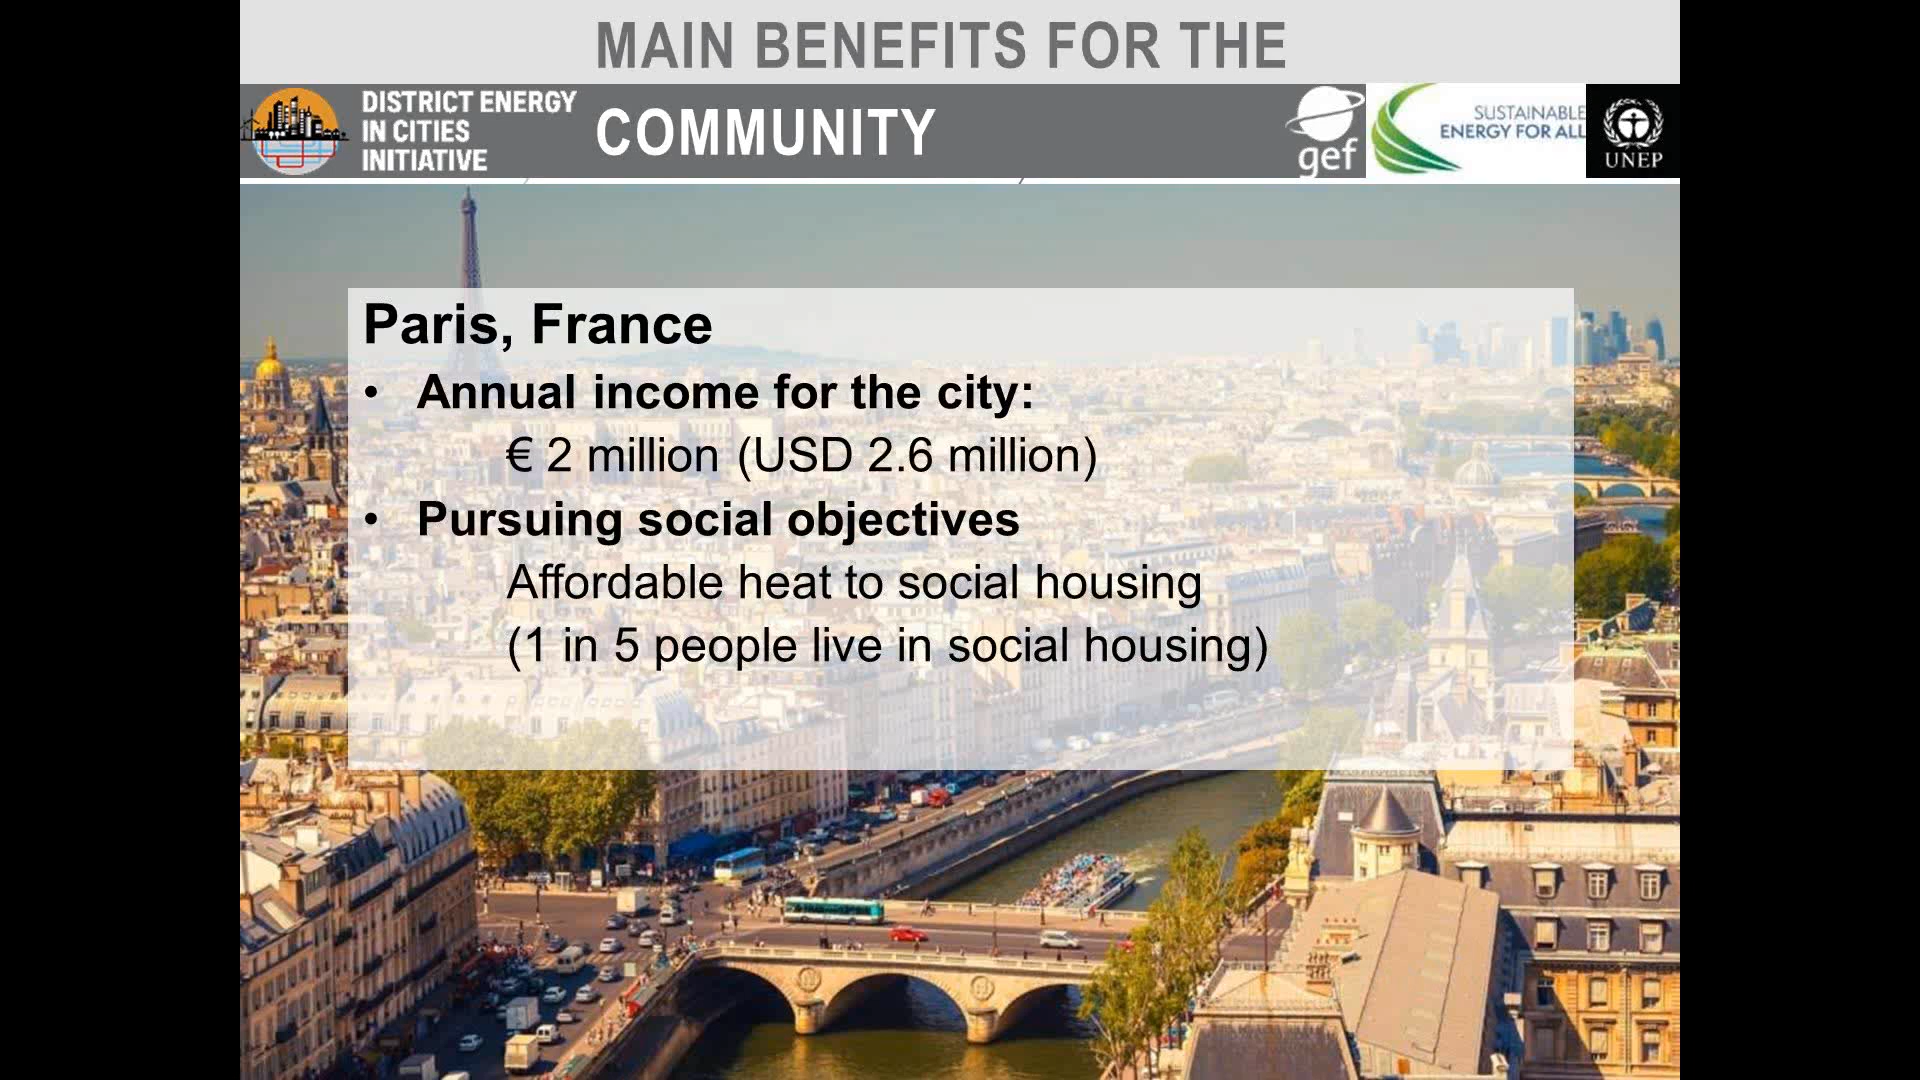 MAIN BENEFITS FOR THE
COMMUNITY
DISTRICT ENERGY
IN CITIES
INITIATIVE
gef
SUSTAINABLE
ENERGY FOR ALL
UNEP
Paris, France
• Annual income for the city:
€ 2 million (USD 2.6 million)
• Pursuing social objectives
Affordable heat to social housing
(1 in 5 people live in social housing)